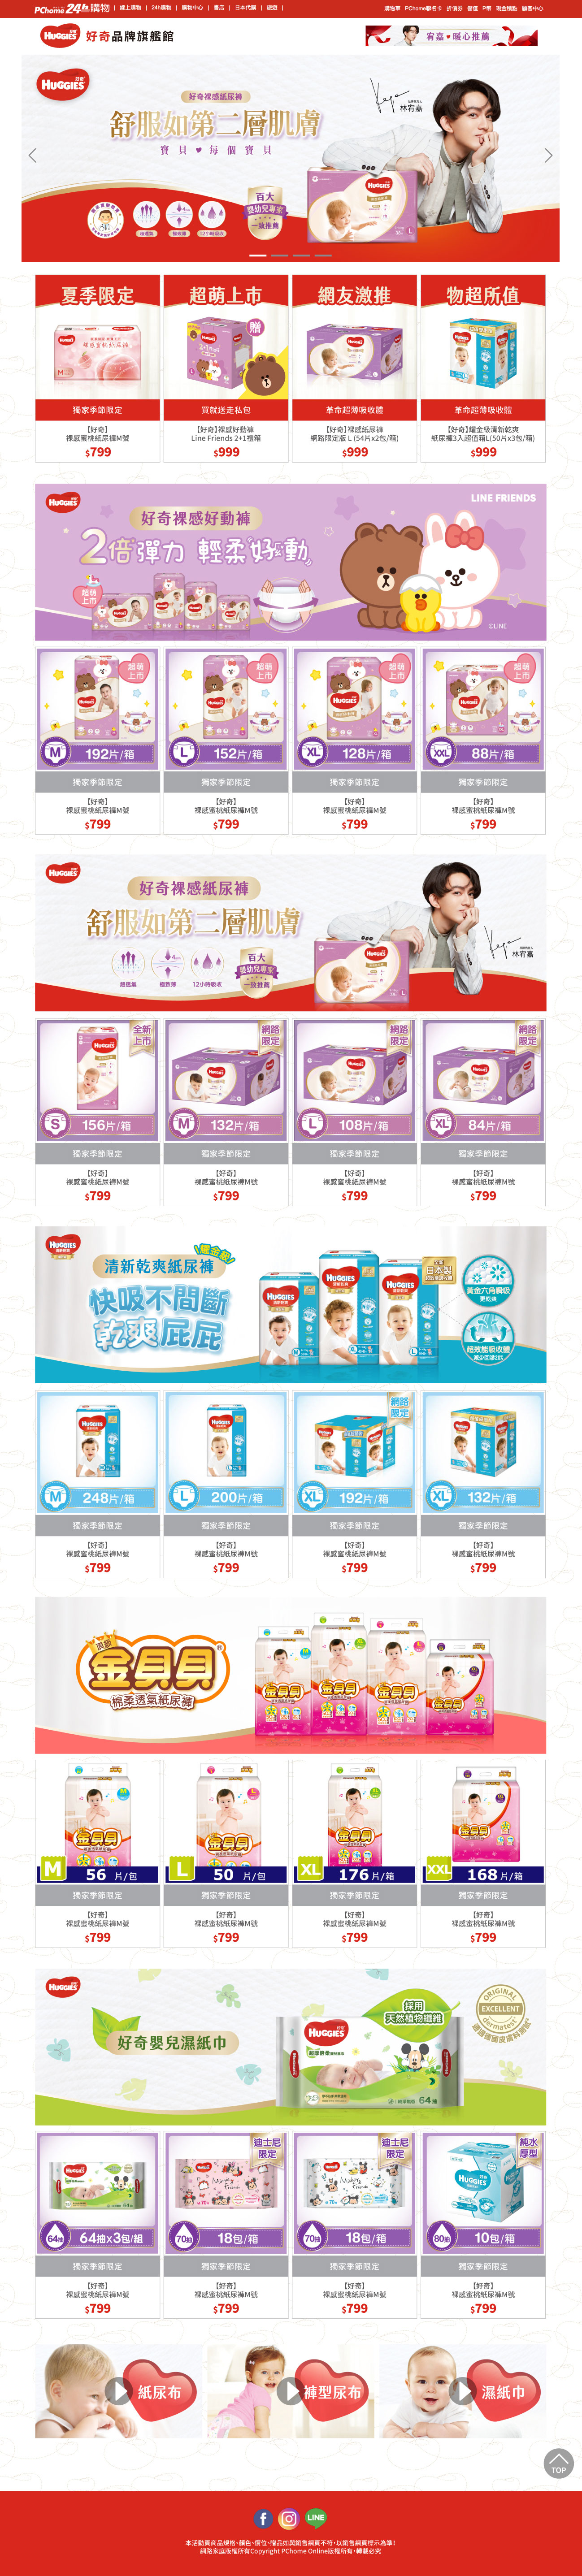 PChome 24h購物 | 線上購物 | 24h購物 | 購物中心 | 書店 | 日本代購 | 旅遊 |
購物車 PChome聯名卡 折價券 儲值 P幣 現金積點 顧客中心
HUGGIES 好奇品牌旗艦館
宥嘉♥暖心推薦
HUGGIES
好奇裸感紙尿褲
舒服如第二層肌膚
寶貝♥每個寶貝
林宥嘉
超透氣 極致薄 12小時吸收
百大
嬰幼兒專家
一致推薦
夏季限定
獨家季節限定
【好奇】
裸感蜜桃紙尿褲M號
$799
超萌上市
贈
買就送走私包
【好奇】裸感好動褲
Line Friends 2+1禮箱
$999
網友激推
革命超薄吸收體
【好奇】裸感紙尿褲
網路限定版 L (54片x2包/箱)
$999
物超所值
革命超薄吸收體
【好奇】耀金級清新乾爽
紙尿褲3入超值箱L(50片x3包/箱)
$999
HUGGIES
LINE FRIENDS
好奇裸感好動褲
2倍彈力 輕柔好動
超萌
上市
©LINE
超萌
上市
M 192片/箱
獨家季節限定
【好奇】
裸感蜜桃紙尿褲M號
$799
超萌
上市
L 152片/箱
獨家季節限定
【好奇】
裸感蜜桃紙尿褲M號
$799
超萌
上市
XL 128片/箱
獨家季節限定
【好奇】
裸感蜜桃紙尿褲M號
$799
超萌
上市
XXL 88片/箱
獨家季節限定
【好奇】
裸感蜜桃紙尿褲M號
$799
HUGGIES
好奇裸感紙尿褲
舒服如第二層肌膚
超透氣 極致薄 12小時吸收
百大
嬰幼兒專家
一致推薦
林宥嘉
全新
上市
S 156片/箱
獨家季節限定
【好奇】
裸感蜜桃紙尿褲M號
$799
網路
限定
M 132片/箱
獨家季節限定
【好奇】
裸感蜜桃紙尿褲M號
$799
網路
限定
L 108片/箱
獨家季節限定
【好奇】
裸感蜜桃紙尿褲M號
$799
網路
限定
XL 84片/箱
獨家季節限定
【好奇】
裸感蜜桃紙尿褲M號
$799
HUGGIES
耀金級
清新乾爽紙尿褲
快吸不間斷
乾爽屁屁
日本製
黃金六角瞬吸
更乾爽
超效能吸收體
減少回滲20%
M 248片/箱
獨家季節限定
【好奇】
裸感蜜桃紙尿褲M號
$799
L 200片/箱
獨家季節限定
【好奇】
裸感蜜桃紙尿褲M號
$799
網路
限定
XL 192片/箱
獨家季節限定
【好奇】
裸感蜜桃紙尿褲M號
$799
XL 132片/箱
獨家季節限定
【好奇】
裸感蜜桃紙尿褲M號
$799
頂級
金貝貝®
棉柔透氣紙尿褲
M 56 片/包
獨家季節限定
【好奇】
裸感蜜桃紙尿褲M號
$799
L 50 片/包
獨家季節限定
【好奇】
裸感蜜桃紙尿褲M號
$799
XL 176片/箱
獨家季節限定
【好奇】
裸感蜜桃紙尿褲M號
$799
XXL 168片/箱
獨家季節限定
【好奇】
裸感蜜桃紙尿褲M號
$799
HUGGIES
好奇嬰兒濕紙巾
採用
天然植物纖維
ORIGINAL
EXCELLENT
dermatest
64抽 64抽X3包/組
獨家季節限定
【好奇】
裸感蜜桃紙尿褲M號
$799
迪士尼
限定
70抽 18包/箱
獨家季節限定
【好奇】
裸感蜜桃紙尿褲M號
$799
迪士尼
限定
70抽 18包/箱
獨家季節限定
【好奇】
裸感蜜桃紙尿褲M號
$799
純水
厚型
80抽 10包/箱
獨家季節限定
【好奇】
裸感蜜桃紙尿褲M號
$799
紙尿布
褲型尿布
濕紙巾
TOP
LINE
本活動頁商品規格、顏色、價位、贈品如與銷售網頁不符，以銷售網頁標示為準！
網路家庭版權所有Copyright PChome Online版權所有，轉載必究